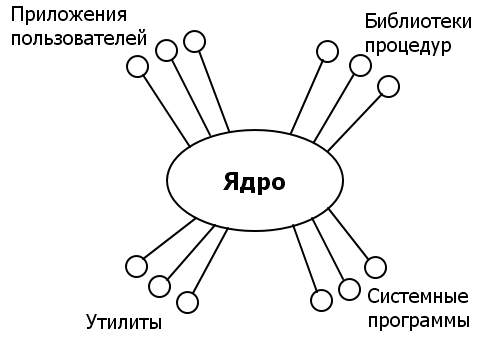 Приложения
пользователей
Библиотеки
процедур
Ядро
Утилиты
Системные
программы